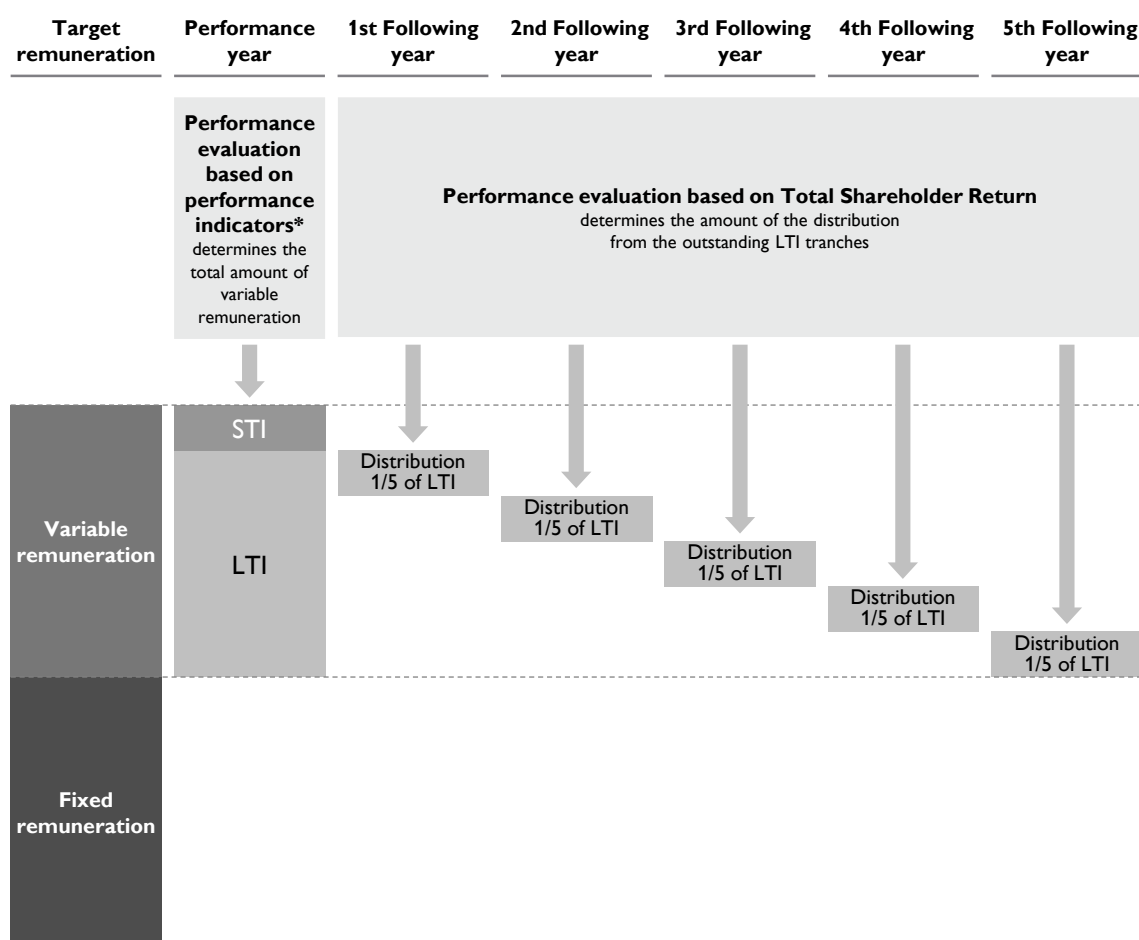 Target
remuneration
Performance
year
1st Following
year
2nd Following
year
3rd Following
year
4th Following
year
5th Following
year
Performance
evaluation
based on
performance
indicators*
determines the
total amount of
variable
remuneration
Performance evaluation based on Total Shareholder Return
determines the amount of the distribution
from the outstanding LTI tranches
Variable
remuneration
STI
LTI
Distribution
1/5 of LTI
Distribution
1/5 of LTI
Distribution
1/5 of LTI
Distribution
1/5 of LTI
Distribution
1/5 of LTI
Fixed
remuneration